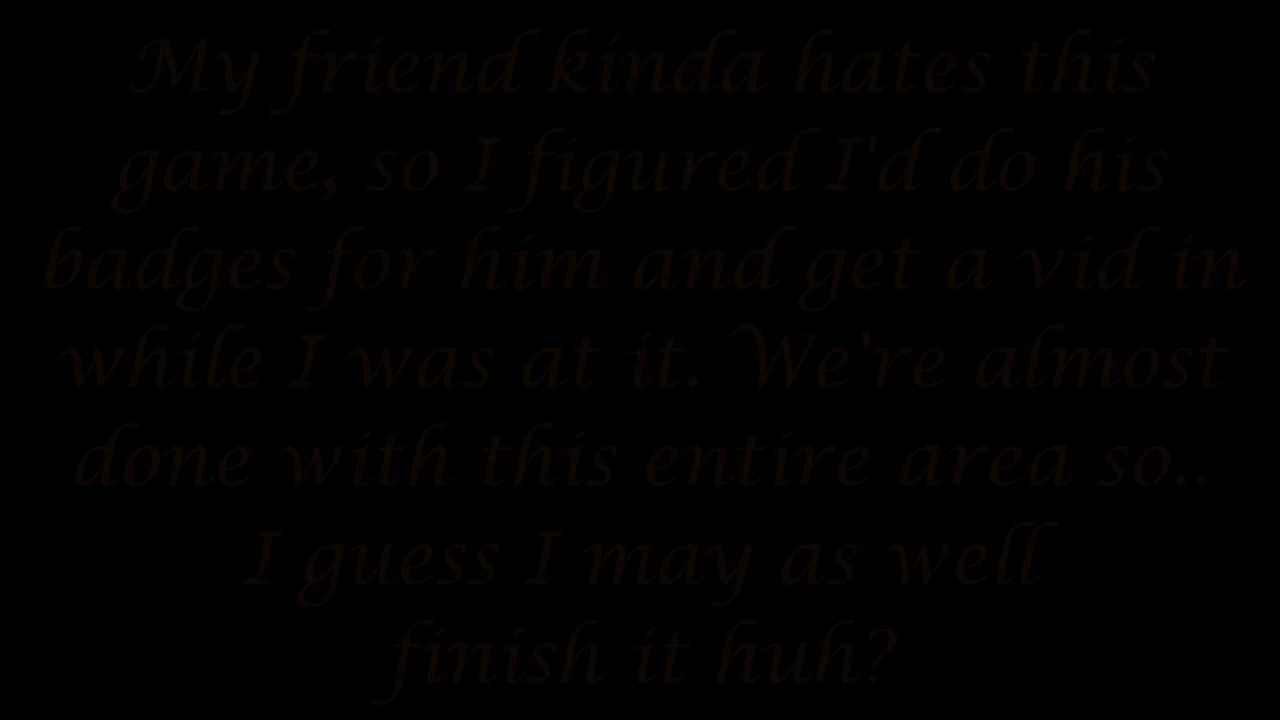 My friend kinda hates this
game, so I figured I'd do his
badges for him and get a vid in
while I was at it. We're almost
done with this entire area so..
I guess I may as well
finish it huh?